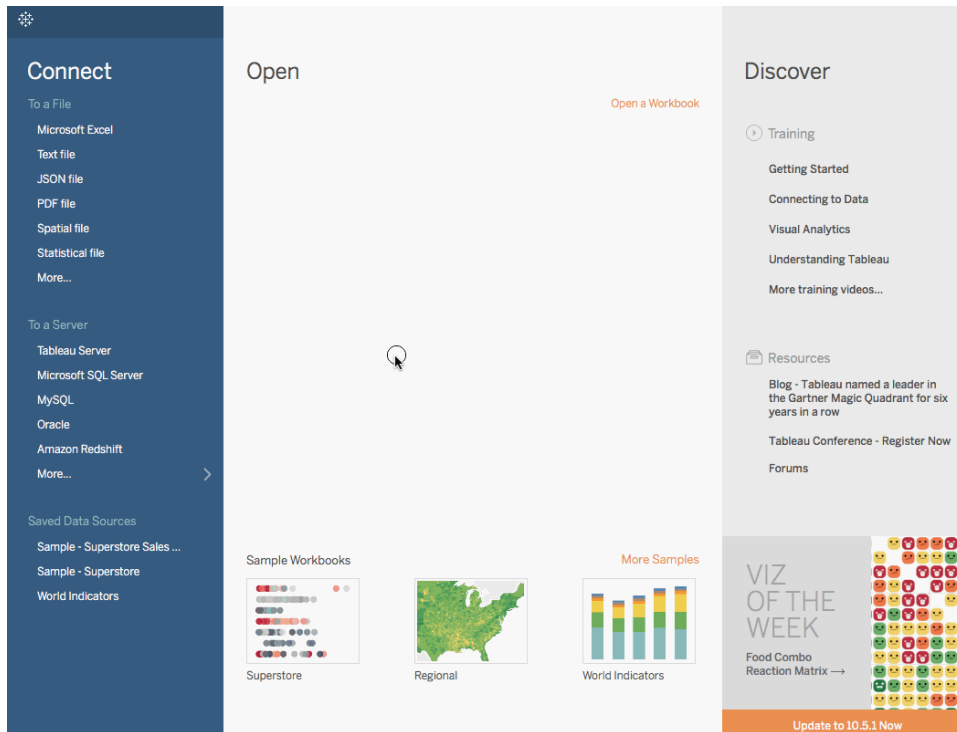 Connect
To a File
Microsoft Excel
Text file
JSON file
PDF file
Spatial file
Statistical file
More...
To a Server
Tableau Server
Microsoft SQL Server
MySQL
Oracle
Amazon Redshift
More...
Saved Data Sources
Sample - Superstore Sales ...
Sample - Superstore
World Indicators
Open
Open a Workbook
Sample Workbooks
More Samples
Superstore
Regional
World Indicators
Discover
Training
Getting Started
Connecting to Data
Visual Analytics
Understanding Tableau
More training videos...
Resources
Blog - Tableau named a leader in
the Gartner Magic Quadrant for six
years in a row
Tableau Conference - Register Now
Forums
VIZ
OF THE
WEEK
Food Combo
Reaction Matrix →
Update to 10.5.1 Now